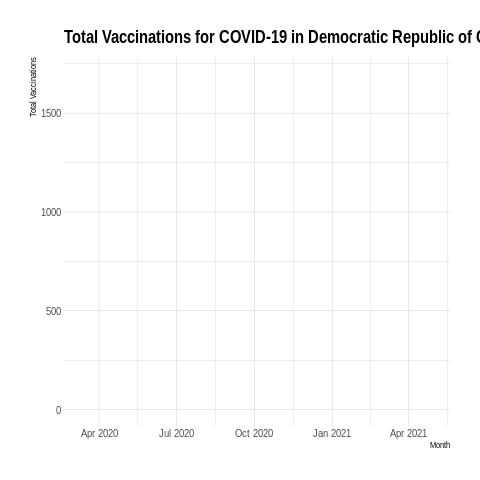 Total Vaccinations for COVID-19 in Democratic Republic of
Total Vaccinations
1500
1000
500
0
Apr 2020
Jul 2020
Oct 2020
Jan 2021
Apr 2021
Month